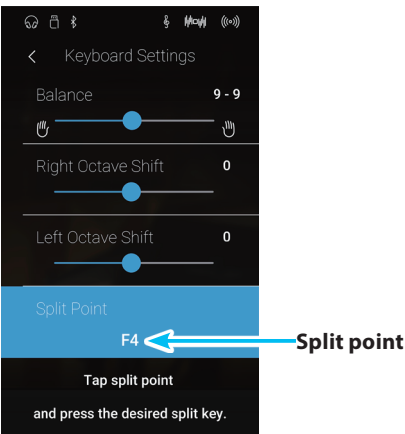 Keyboard Settings
Balance 9 - 9
Right Octave Shift 0
Left Octave Shift 0
Split Point
F4
Split point
Tap split point
and press the desired split key.